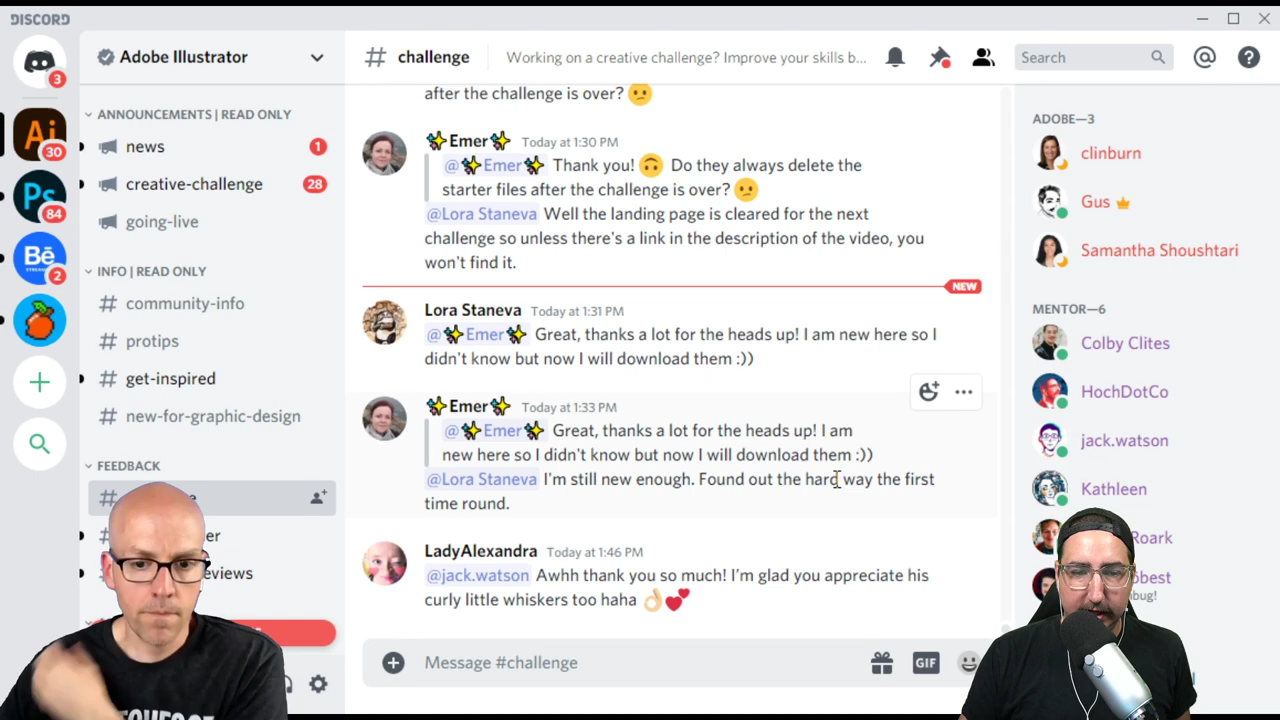 DISCORD
3
30
84
2
Adobe Illustrator
ANNOUNCEMENTS | READ ONLY
news 1
creative-challenge 28
going-live
INFO | READ ONLY
# community-info
# protips
# get-inspired
# new-for-graphic-design
FEEDBACK
#
# challenge
Working on a creative challenge? Improve your skills b...
Search
after the challenge is over? 😕
✨Emer✨ Today at 1:30 PM
@✨Emer✨ Thank you! 🙃 Do they always delete the
starter files after the challenge is over? 😕
@Lora Staneva Well the landing page is cleared for the next
challenge so unless there's a link in the description of the video, you
won't find it.
NEW
Lora Staneva Today at 1:31 PM
@✨Emer✨ Great, thanks a lot for the heads up! I am new here so I
didn't know but now I will download them :))
✨Emer✨ Today at 1:33 PM
@✨Emer✨ Great, thanks a lot for the heads up! I am
new here so I didn't know but now I will download them :))
@Lora Staneva I'm still new enough. Found out the hard way the first
time round.
LadyAlexandra Today at 1:46 PM
@jack.watson Awhh thank you so much! I'm glad you appreciate his
curly little whiskers too haha 👌💕
Message #challenge
GIF
ADOBE—3
clinburn
Gus
Samantha Shoushtari
MENTOR—6
Colby Clites
HochDotCo
jack.watson
Kathleen
Roark
bug!
Ai
Ps
Bē